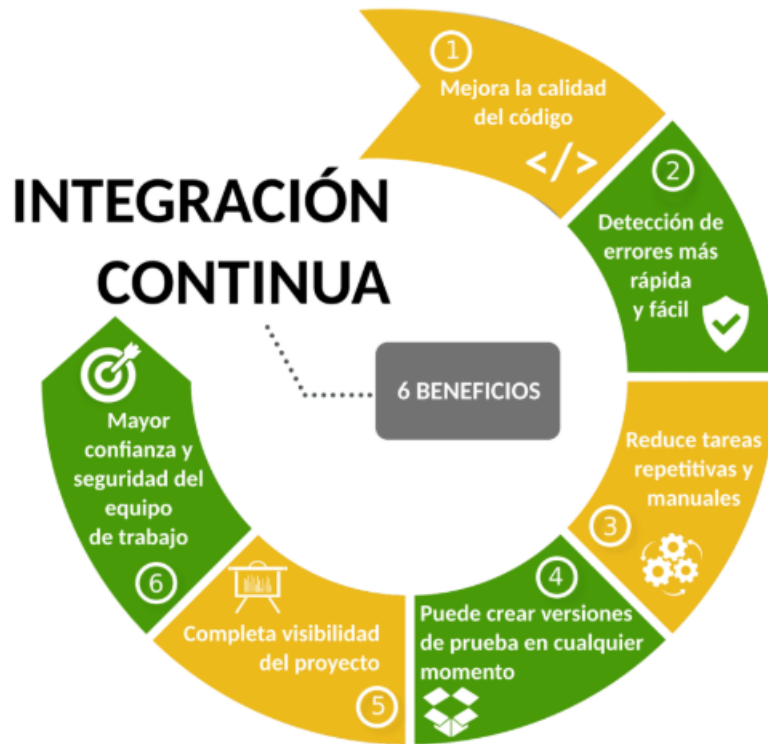 INTEGRACIÓN
CONTINUA
6 BENEFICIOS
1
Mejora la calidad
del código
</>
2
Detección de
errores más
rápida
y fácil
Reduce tareas
repetitivas y
manuales
3
4
Puede crear versiones
de prueba en cualquier
momento
Completa visibilidad
del proyecto
5
Mayor
confianza y
seguridad del
equipo
de trabajo
6